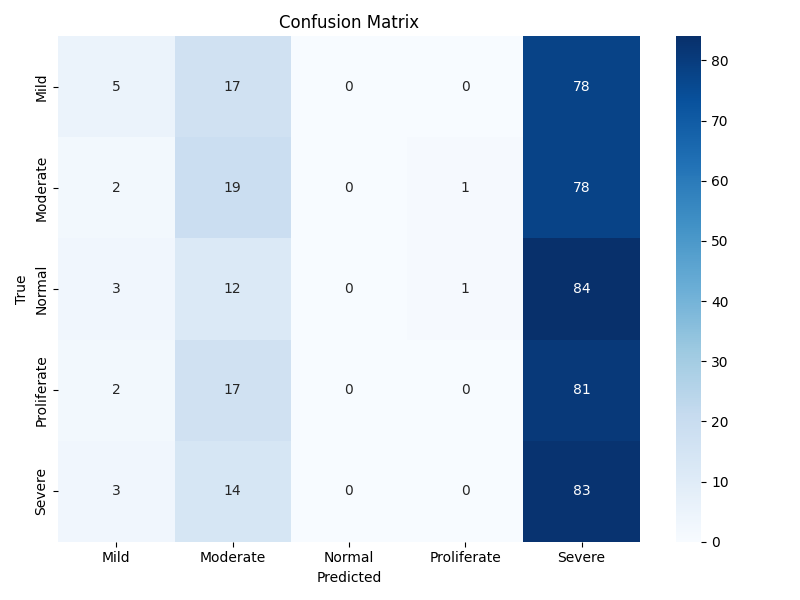 Confusion Matrix
True
Mild 5 17 0 0 78
Moderate 2 19 0 1 78
Normal 3 12 0 1 84
Proliferate 2 17 0 0 81
Severe 3 14 0 0 83
Mild Moderate Normal Proliferate Severe
Predicted
80
70
60
50
40
30
20
10
0